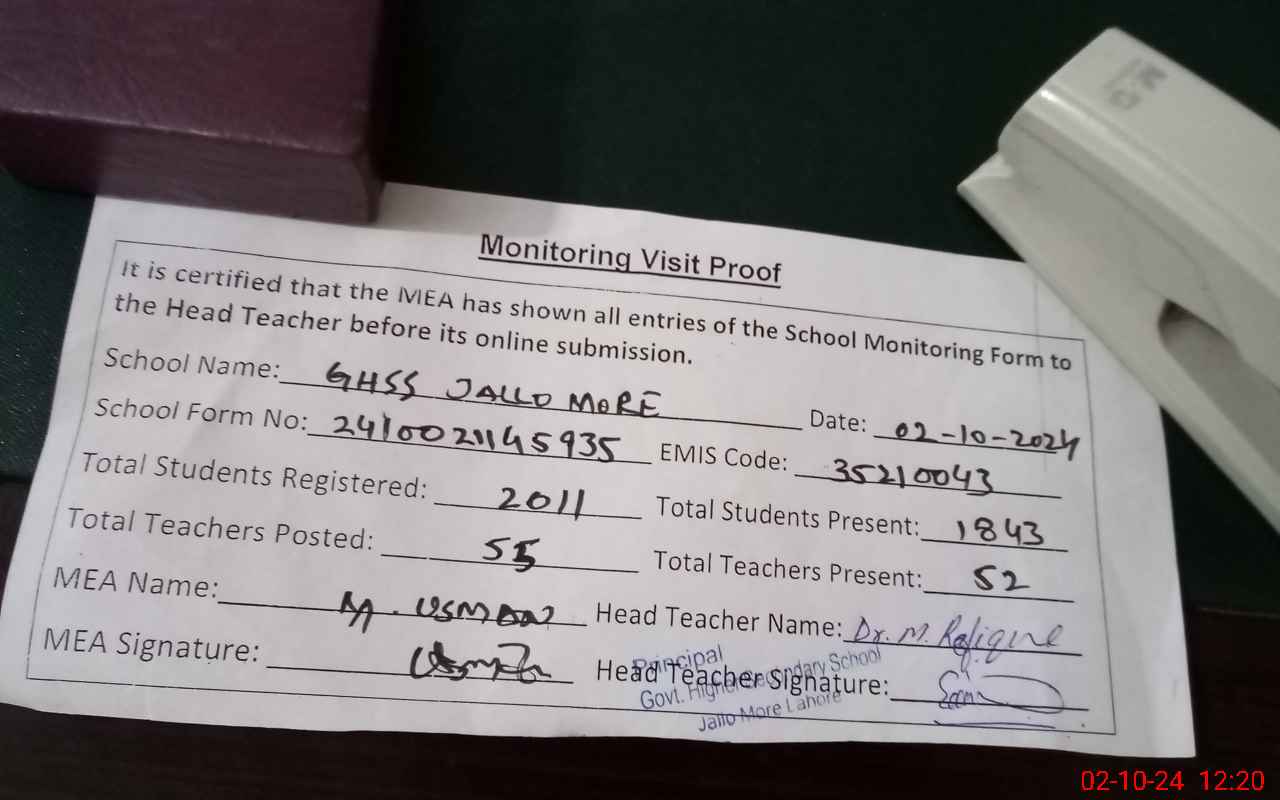 Monitoring Visit Proof
It is certified that the MEA has shown all entries of the School Monitoring Form to
the Head Teacher before its online submission.
School Name: GHSS JALLO MORE Date: 02-10-2024
School Form No: 2410021145935 EMIS Code: 35210043
Total Students Registered: 2011 Total Students Present: 1843
Total Teachers Posted: 55 Total Teachers Present: 52
MEA Name: M. USMAN Head Teacher Name: Dr. M. Rafique
MEA Signature: Head Teacher Signature:
Principal
Govt. Higher Secondary School
Jallo More Lahore
02-10-24 12:20